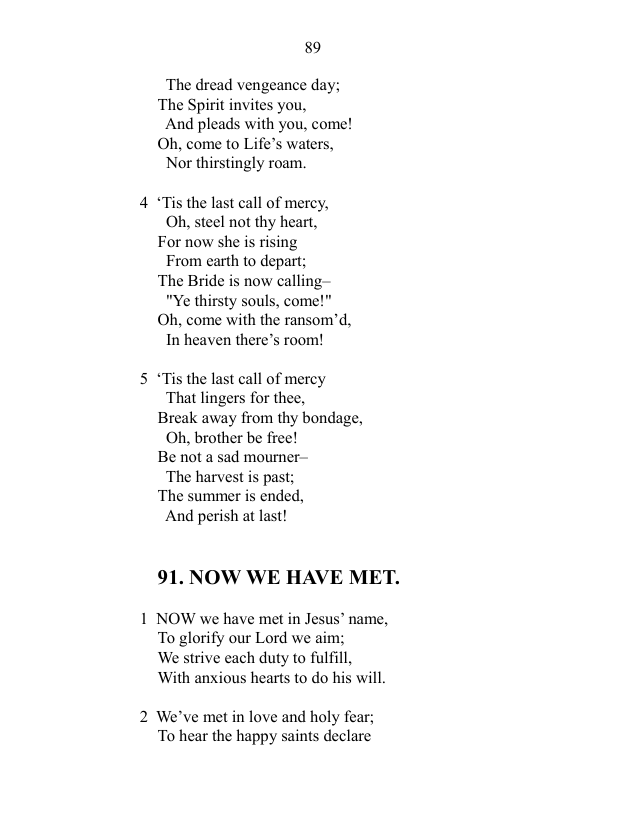 89
The dread vengeance day;
The Spirit invites you,
And pleads with you, come!
Oh, come to Life’s waters,
Nor thirstingly roam.
4 ‘Tis the last call of mercy,
Oh, steel not thy heart,
For now she is rising
From earth to depart;
The Bride is now calling–
"Ye thirsty souls, come!"
Oh, come with the ransom’d,
In heaven there’s room!
5 ‘Tis the last call of mercy
That lingers for thee,
Break away from thy bondage,
Oh, brother be free!
Be not a sad mourner–
The harvest is past;
The summer is ended,
And perish at last!
91. NOW WE HAVE MET.
1 NOW we have met in Jesus’ name,
To glorify our Lord we aim;
We strive each duty to fulfill,
With anxious hearts to do his will.
2 We’ve met in love and holy fear;
To hear the happy saints declare